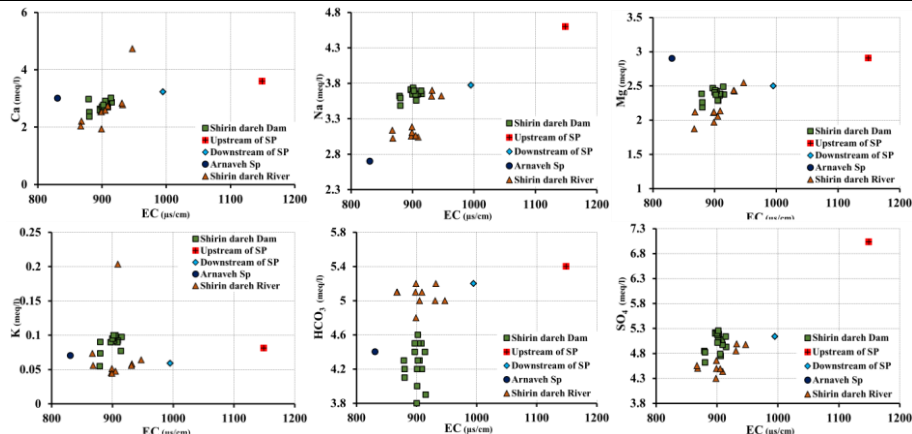 6
4
2
0
Ca (meq/l)
800
900
1000
1100
1200
EC (µs/cm)
Shirin dareh Dam
Upstream of SP
Downstream of SP
Arnaveh Sp
Shirin dareh River
4.8
4.3
3.8
3.3
2.8
2.3
Na (meq/l)
800
900
1000
1100
1200
EC (µs/cm)
Shirin dareh Dam
Upstream of SP
Downstream of SP
Arnaveh Sp
Shirin dareh River
3.5
3
2.5
2
1.5
1
Mg (meq/l)
800
900
1000
1100
1200
EC (µs/cm)
Shirin dareh Dam
Upstream of SP
Downstream of SP
Arnaveh Sp
Shirin dareh River
0.25
0.2
0.15
0.1
0.05
0
K (meq/l)
800
900
1000
1100
1200
EC (µs/cm)
Shirin dareh Dam
Upstream of SP
Downstream of SP
Arnaveh Sp
Shirin dareh River
5.8
5.4
5
4.6
4.2
3.8
HCO3 (meq/l)
800
900
1000
1100
1200
EC (µs/cm)
Shirin dareh Dam
Upstream of SP
Downstream of SP
Arnaveh Sp
Shirin dareh River
7.3
6.8
6.3
5.8
5.3
4.8
4.3
3.8
SO4 (meq/l)
800
900
1000
1100
1200
EC (µs/cm)
Shirin dareh Dam
Upstream of SP
Downstream of SP
Arnaveh Sp
Shirin dareh River